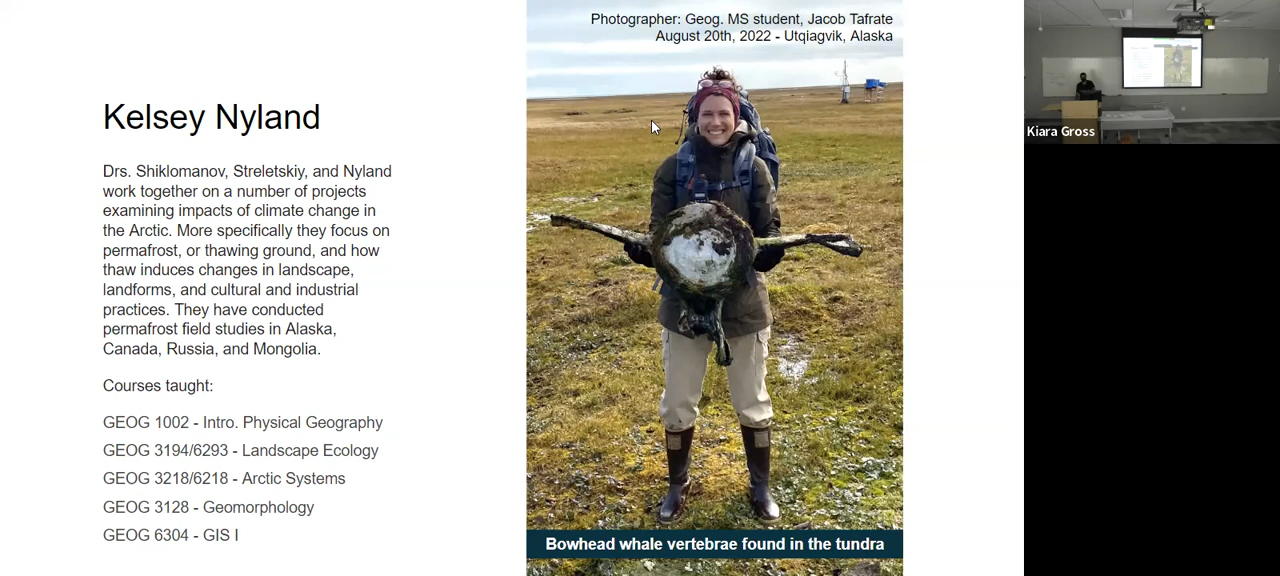 Photographer: Geog. MS student, Jacob Tafrate
August 20th, 2022 - Utqiagvik, Alaska
Kelsey Nyland
Drs. Shiklomanov, Streletskiy, and Nyland
work together on a number of projects
examining impacts of climate change in
the Arctic. More specifically they focus on
permafrost, or thawing ground, and how
thaw induces changes in landscape,
landforms, and cultural and industrial
practices. They have conducted
permafrost field studies in Alaska,
Canada, Russia, and Mongolia.
Courses taught:
GEOG 1002 - Intro. Physical Geography
GEOG 3194/6293 - Landscape Ecology
GEOG 3218/6218 - Arctic Systems
GEOG 3128 - Geomorphology
GEOG 6304 - GIS I
Bowhead whale vertebrae found in the tundra
Kiara Gross